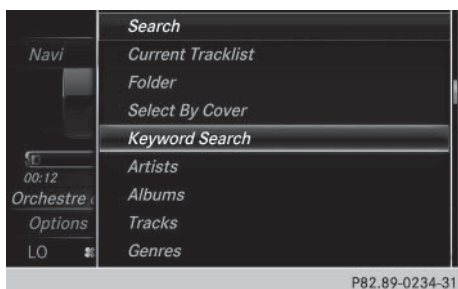 Search
Navi
Current Tracklist
Folder
Select By Cover
Keyword Search
Artists
00:12
Albums
Orchestre
Options
Tracks
LO
Genres
P82.89-0234-31